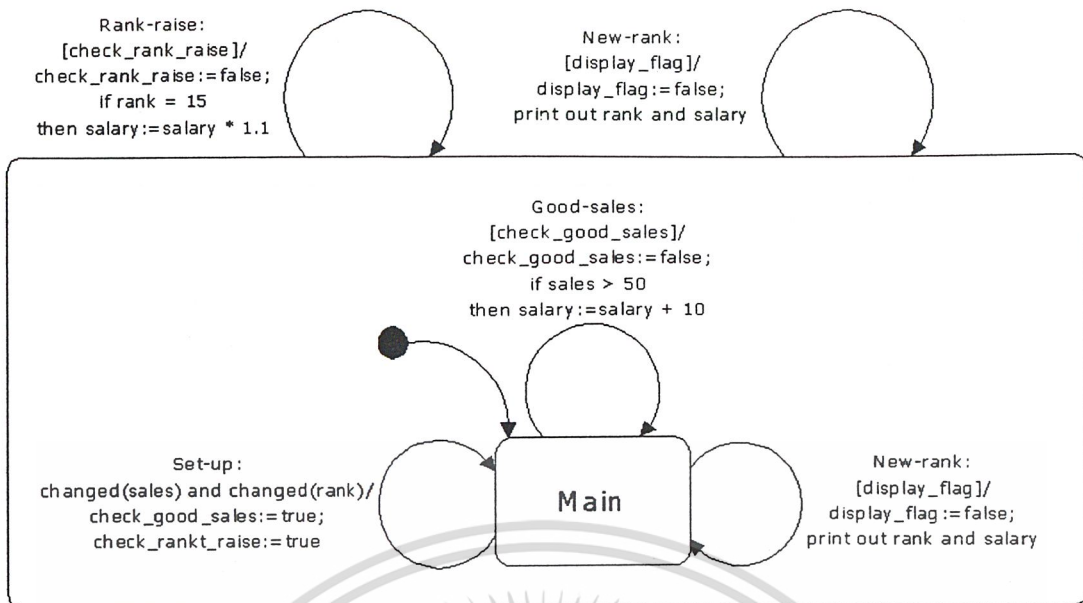 Rank-raise:
[check_rank_raise]/
check_rank_raise:=false;
if rank = 15
then salary:=salary * 1.1
New-rank:
[display_flag]/
display_flag:=false;
print out rank and salary
Good-sales:
[check_good_sales]/
check_good_sales:=false;
if sales > 50
then salary:=salary + 10
Set-up:
changed(sales) and changed(rank)/
check_good_sales:=true;
check_rankt_raise:=true
Main
New-rank:
[display_flag]/
display_flag:=false;
print out rank and salary